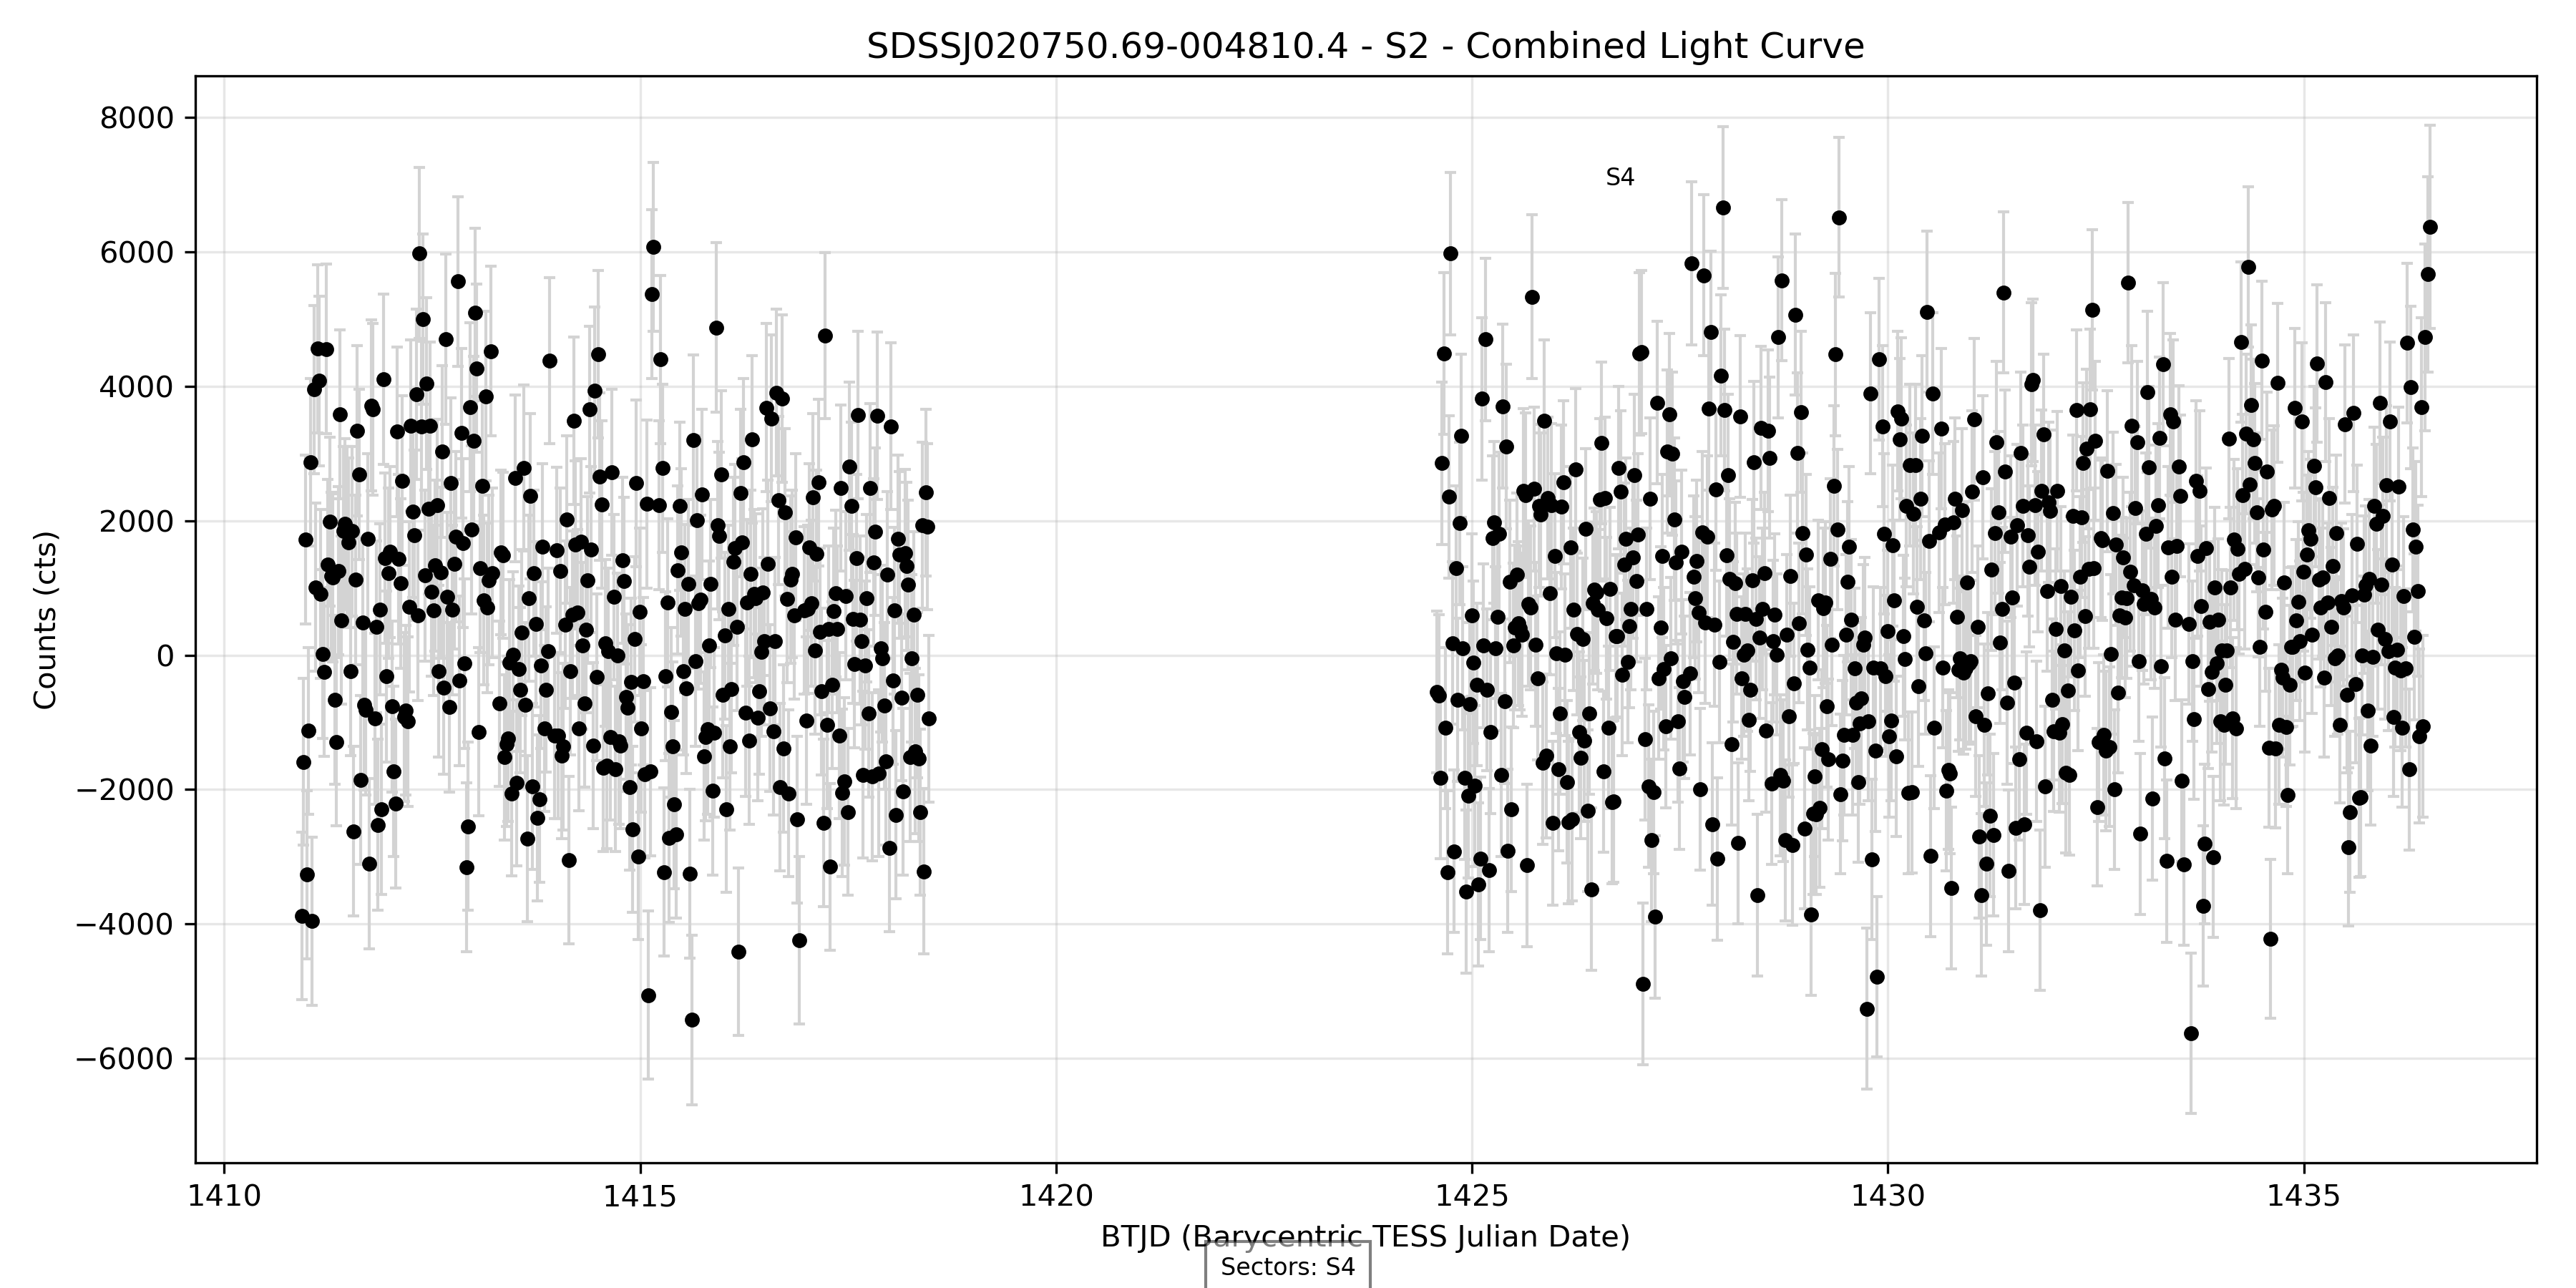 SDSSJ020750.69-004810.4 - S2 - Combined Light Curve
8000
6000
4000
2000
0
−2000
−4000
−6000
Counts (cts)
S4
1410 1415 1420 1425 1430 1435
BTJD (Barycentric TESS Julian Date)
Sectors: S4